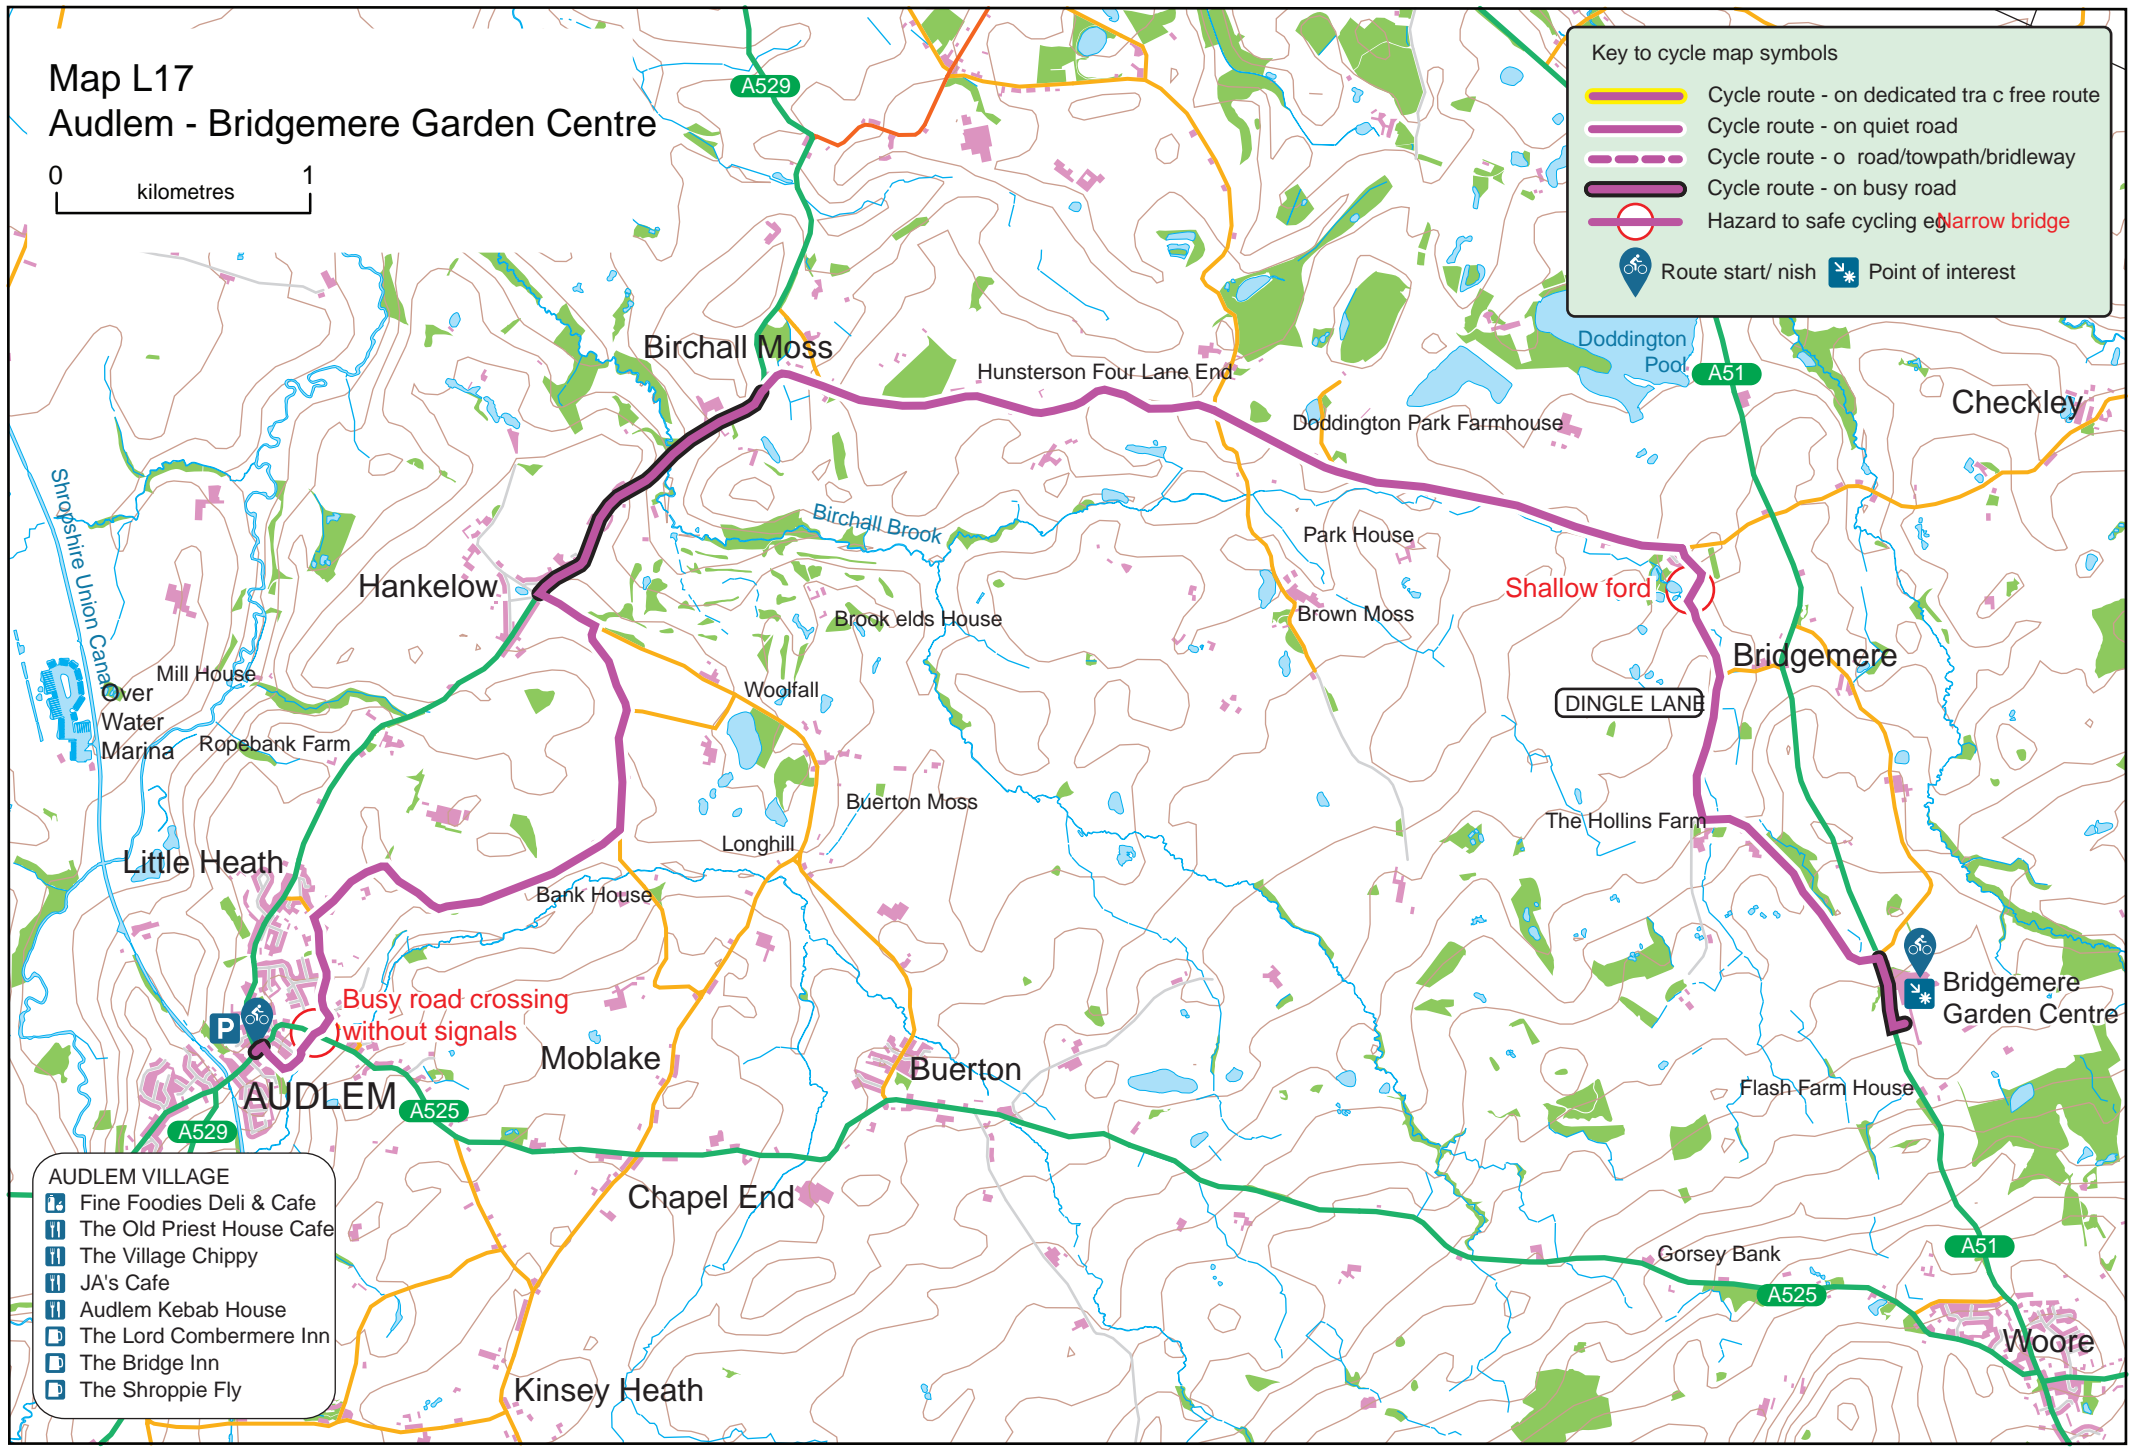 Map L17
Audlem - Bridgemere Garden Centre
0 1
kilometres
Key to cycle map symbols
Cycle route - on dedicated tra c free route
Cycle route - on quiet road
Cycle route - o road/towpath/bridleway
Cycle route - on busy road
Hazard to safe cycling eg Narrow bridge
Route start/ nish
Point of interest
A529
Birchall Moss
Hunsterson Four Lane End
Doddington
Pool
A51
Checkley
Doddington Park Farmhouse
Shropshire Union Canal
Birchall Brook
Park House
Hankelow
Shallow ford
Brook elds House
Brown Moss
Bridgemere
Mill House
Over
Water
Marina
Woolfall
DINGLE LANE
Ropebank Farm
Buerton Moss
The Hollins Farm
Longhill
Little Heath
Bank House
Busy road crossing
without signals
P
Bridgemere
Garden Centre
Moblake
Buerton
AUDLEM
A525
Flash Farm House
A529
Chapel End
Gorsey Bank
A51
A525
Woore
Kinsey Heath
AUDLEM VILLAGE
Fine Foodies Deli & Cafe
The Old Priest House Cafe
The Village Chippy
JA's Cafe
Audlem Kebab House
The Lord Combermere Inn
The Bridge Inn
The Shroppie Fly